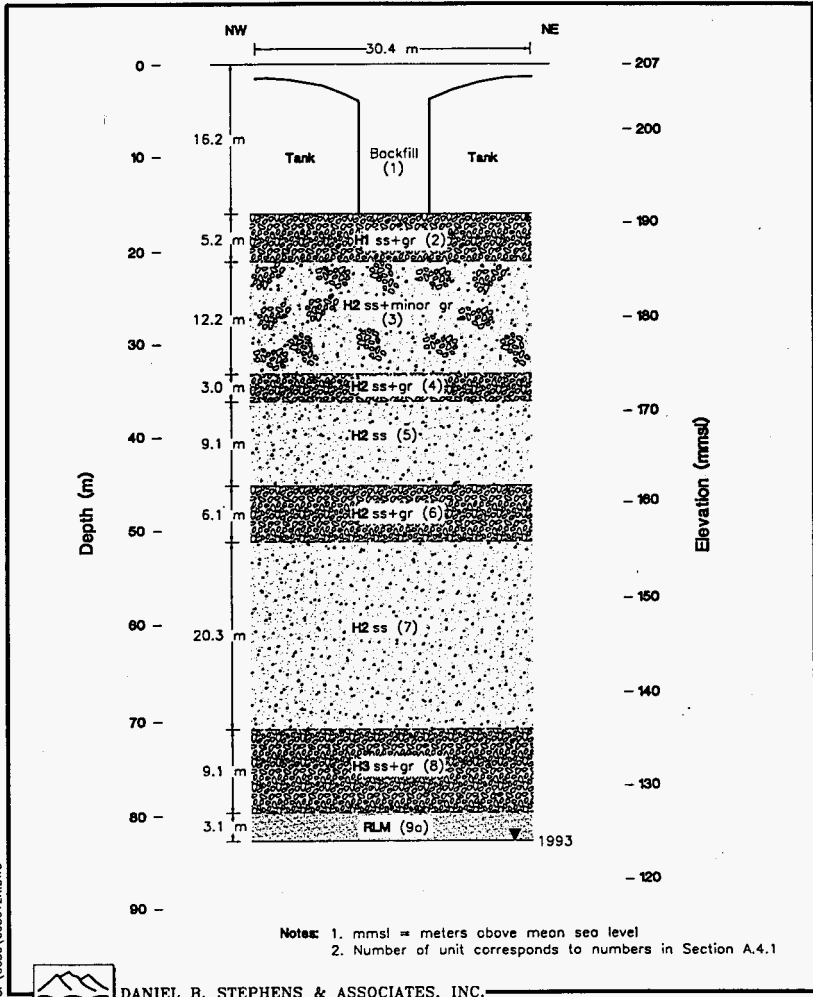 NW NE
30.4 m
0 – – 207
16.2 m
– 200
10 – Tank Backfill Tank
(1)
– 190
5.2 m H1 ss+gr (2)
20 –
12.2 m H2 ss+minor gr – 180
(3)
30 –
3.0 m H2 ss+gr (4)
– 170
9.1 m H2 ss (5)
40 –
– 160
6.1 m H2 ss+gr (6)
50 –
Depth (m)
Elevation (mmsl)
– 150
60 –
20.3 m H2 ss (7)
– 140
70 –
9.1 m H3 ss+gr (8)
– 130
80 –
3.1 m RLM (9a)
1993
– 120
90 –
Notes: 1. mmsl = meters above mean sea level
2. Number of unit corresponds to numbers in Section A.4.1
DANIEL B. STEPHENS & ASSOCIATES, INC.